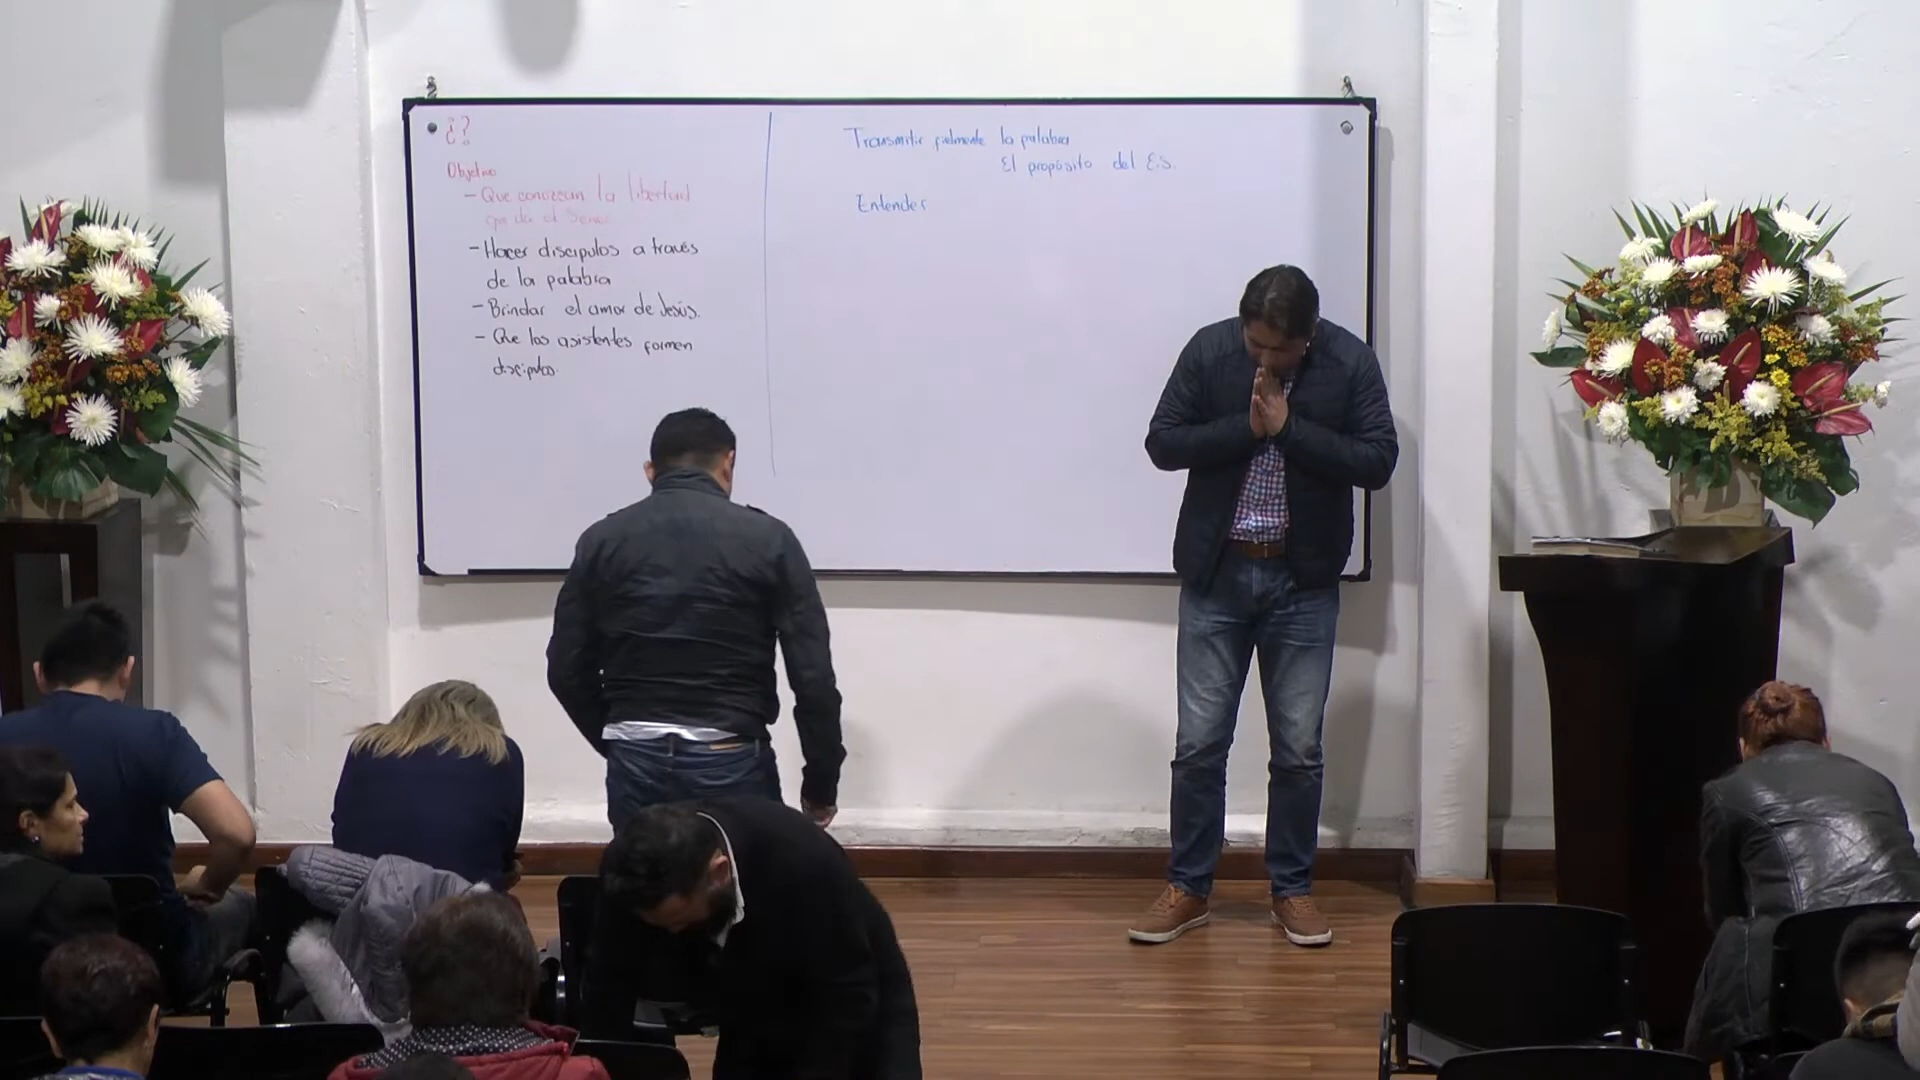 ¿?
Objetivo
- Que conozcan la libertad
que da el Señor
- Hacer discipulos a través
de la palabra
- Brindar el amor de Jesús.
- Que los asistentes formen
discipulos.
Transmitir fielmente la palabra
El propósito del E.S.
Entender